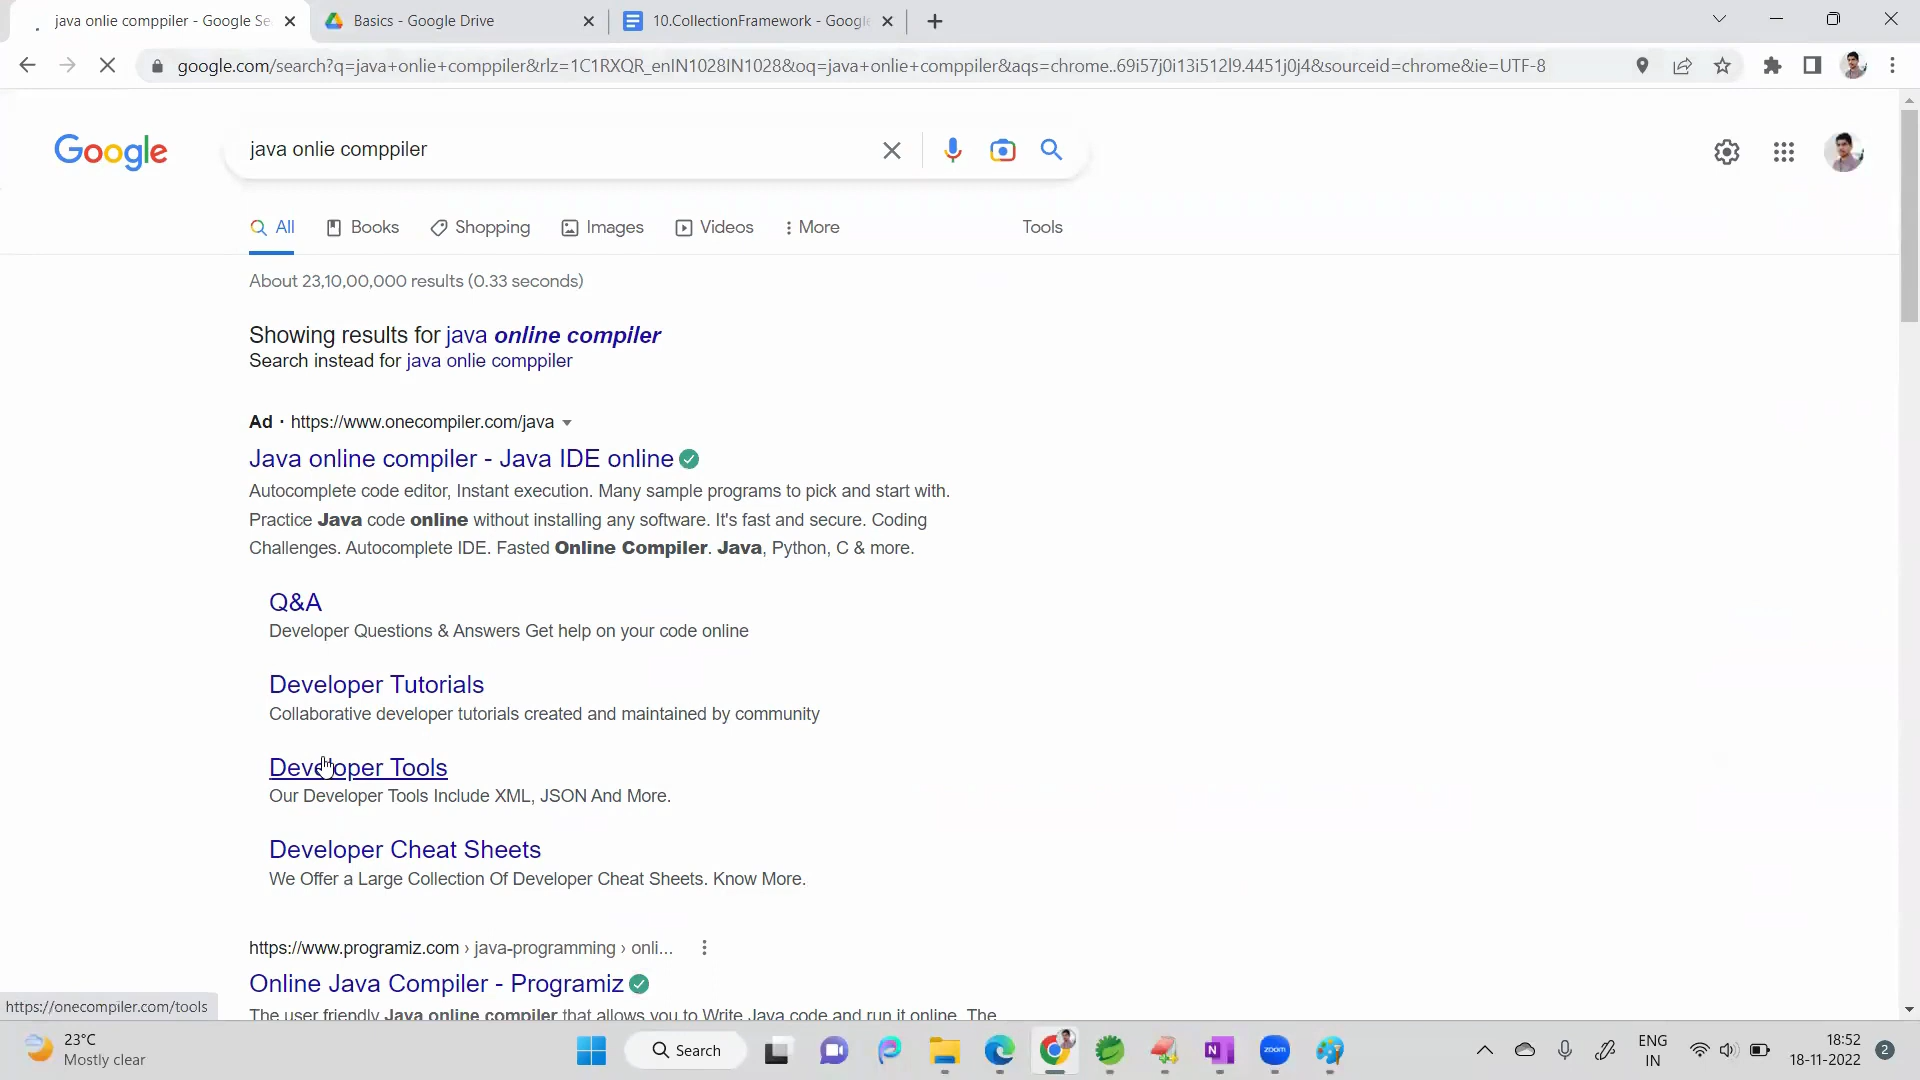 java onlie comppiler - Google Se
Basics - Google Drive
10.CollectionFramework - Googl
google.com/search?q=java+onlie+comppiler&rlz=1C1RXQR_enIN1028IN1028&oq=java+onlie+comppiler&aqs=chrome..69i57j0i13i512l9.4451j0j4&sourceid=chrome&ie=UTF-8
Google
java onlie comppiler
All
Books
Shopping
Images
Videos
More
Tools
About 23,10,00,000 results (0.33 seconds)
Showing results for java online compiler
Search instead for java onlie comppiler
Ad · https://www.onecompiler.com/java
Java online compiler - Java IDE online
Autocomplete code editor, Instant execution. Many sample programs to pick and start with.
Practice Java code online without installing any software. It's fast and secure. Coding
Challenges. Autocomplete IDE. Fasted Online Compiler. Java, Python, C & more.
Q&A
Developer Questions & Answers Get help on your code online
Developer Tutorials
Collaborative developer tutorials created and maintained by community
Developer Tools
Our Developer Tools Include XML, JSON And More.
Developer Cheat Sheets
We Offer a Large Collection Of Developer Cheat Sheets. Know More.
https://www.programiz.com › java-programming › onli...
Online Java Compiler - Programiz
The user friendly Java online compiler that allows you to Write Java code and run it online. The
https://onecompiler.com/tools
23°C
Mostly clear
Search
zoom
ENG
IN
18:52
18-11-2022
2